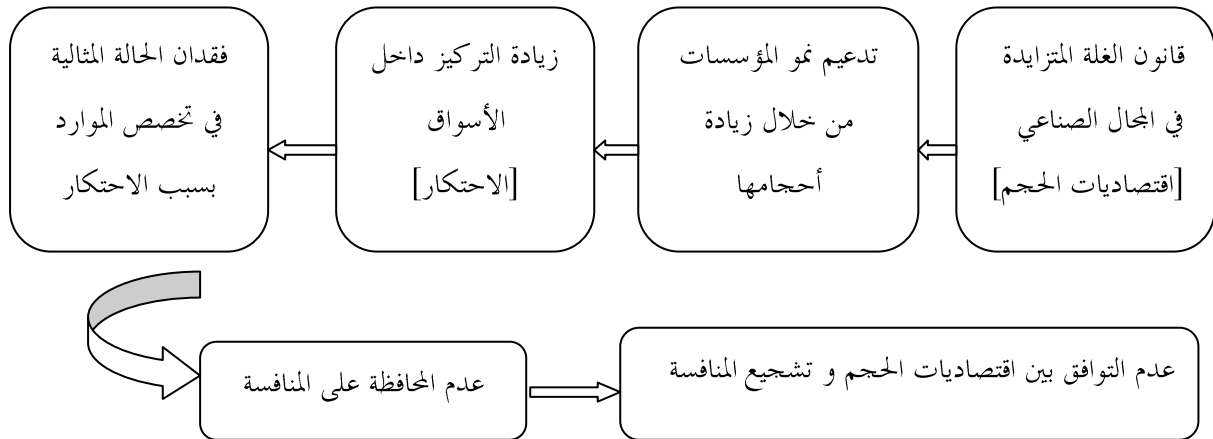 قانون الغلة المتزايدة
في المجال الصناعي
[اقتصاديات الحجم]
تدعيم نمو المؤسسات
من خلال زيادة
أحجامها
زيادة التركيز داخل
الأسواق
[الاحتكار]
فقدان الحالة المثالية
في تخصص الموارد
بسبب الاحتكار
عدم المحافظة على المنافسة
عدم التوافق بين اقتصاديات الحجم و تشجيع المنافسة